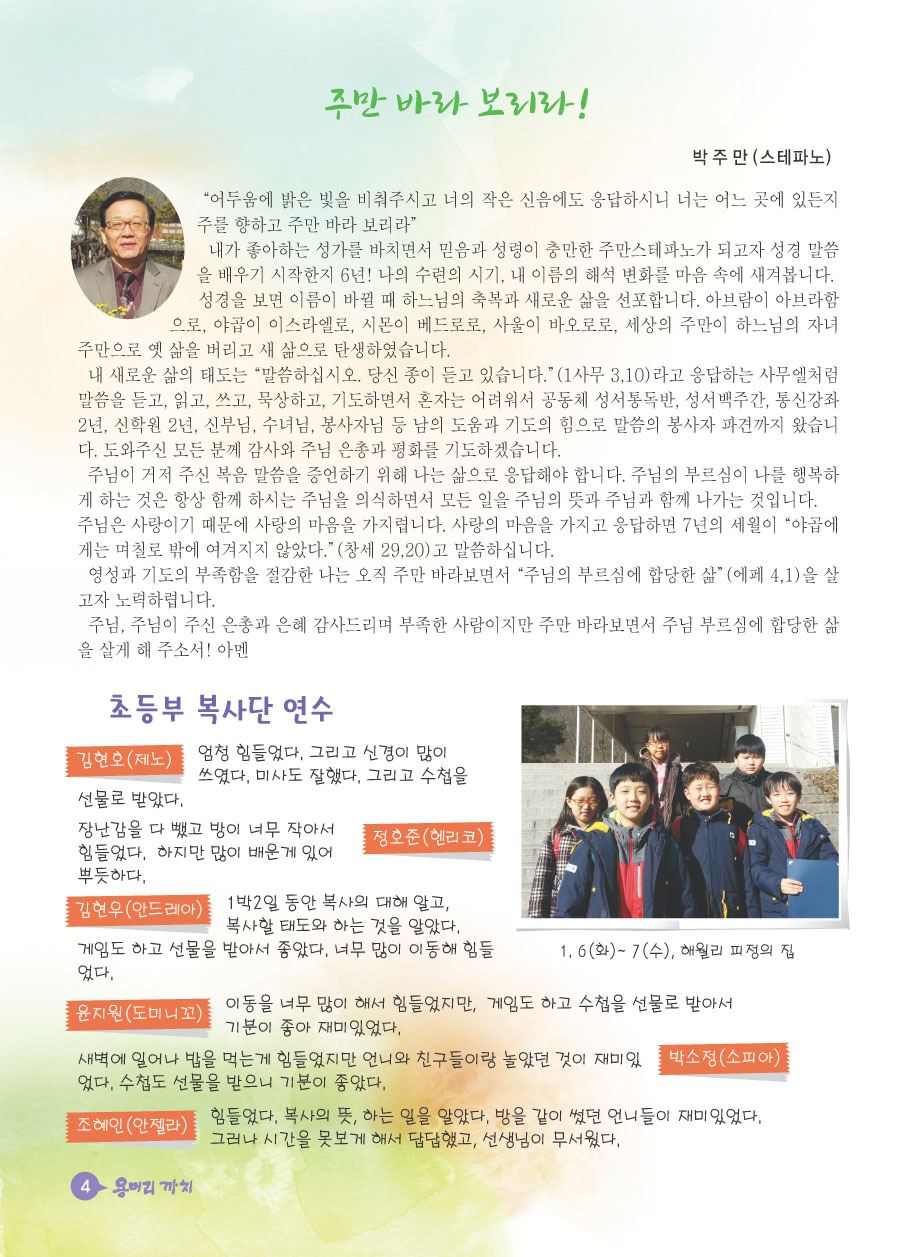 주만 바라 보리라!
박 주 만 (스테파노)
“어두움에 밝은 빛을 비춰주시고 너의 작은 신음에도 응답하시니 너는 어느 곳에 있든지
주를 향하고 주만 바라 보리라”
내가 좋아하는 성가를 바치면서 믿음과 성령이 충만한 주만스테파노가 되고자 성경 말씀
을 배우기 시작한지 6년! 나의 수련의 시기, 내 이름의 해석 변화를 마음 속에 새겨봅니다.
성경을 보면 이름이 바뀔 때 하느님의 축복과 새로운 삶을 선포합니다. 아브람이 아브라함
으로, 야곱이 이스라엘로, 시몬이 베드로로, 사울이 바오로로, 세상의 주만이 하느님의 자녀
주만으로 옛 삶을 버리고 새 삶으로 탄생하였습니다.
내 새로운 삶의 태도는 “말씀하십시오. 당신 종이 듣고 있습니다.” (1사무 3,10)라고 응답하는 사무엘처럼
말씀을 듣고, 읽고, 쓰고, 묵상하고, 기도하면서 혼자는 어려워서 공동체 성서통독반, 성서백주간, 통신강좌
2년, 신학원 2년, 신부님, 수녀님, 봉사자님 등 남의 도움과 기도의 힘으로 말씀의 봉사자 파견까지 왔습니
다. 도와주신 모든 분께 감사와 주님 은총과 평화를 기도하겠습니다.
주님이 거저 주신 복음 말씀을 증언하기 위해 나는 삶으로 응답해야 합니다. 주님의 부르심이 나를 행복하
게 하는 것은 항상 함께 하시는 주님을 의식하면서 모든 일을 주님의 뜻과 주님과 함께 나가는 것입니다.
주님은 사랑이기 때문에 사랑의 마음을 가지렵니다. 사랑의 마음을 가지고 응답하면 7년의 세월이 “야곱에
게는 며칠로 밖에 여겨지지 않았다.” (창세 29,20)고 말씀하십니다.
영성과 기도의 부족함을 절감한 나는 오직 주만 바라보면서 “주님의 부르심에 합당한 삶” (에페 4,1)을 살
고자 노력하렵니다.
주님, 주님이 주신 은총과 은혜 감사드리며 부족한 사람이지만 주만 바라보면서 주님 부르심에 합당한 삶
을 살게 해 주소서! 아멘
초등부 복사단 연수
김현호(제노)
엄청 힘들었다. 그리고 신경이 많이
쓰였다. 미사도 잘했다. 그리고 수첩을
선물로 받았다.
장난감을 다 뺐고 방이 너무 작아서
힘들었다. 하지만 많이 배운게 있어
뿌듯하다.
정호준(헨리코)
김현우(안드레아)
1박2일 동안 복사의 대해 알고,
복사할 태도와 하는 것을 알았다.
게임도 하고 선물을 받아서 좋았다. 너무 많이 이동해 힘들
었다.
1. 6(화)~ 7(수), 해월리 피정의 집
윤지원(도미니꼬)
이동을 너무 많이 해서 힘들었지만, 게임도 하고 수첩을 선물로 받아서
기분이 좋아 재미있었다.
새벽에 일어나 밥을 먹는게 힘들었지만 언니와 친구들이랑 놀았던 것이 재미있
었다. 수첩도 선물을 받으니 기분이 좋았다.
박소정(소피아)
조혜인(안젤라)
힘들었다. 복사의 뜻, 하는 일을 알았다. 방을 같이 썼던 언니들이 재미있었다.
그러나 시간을 못보게 해서 답답했고, 선생님이 무서웠다.
4 용머리 까치